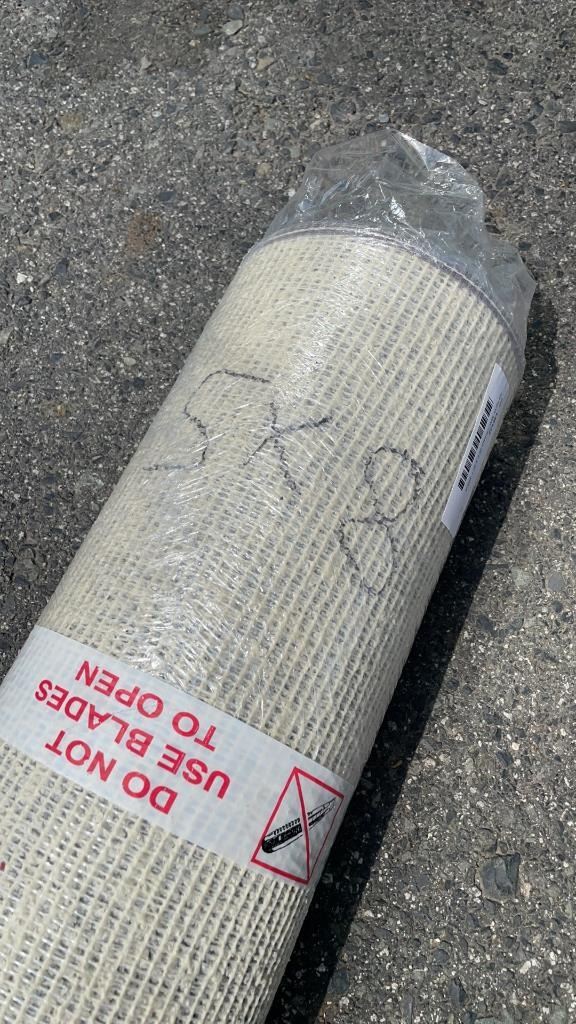 5x8
DO NOT
USE BLADES
TO OPEN